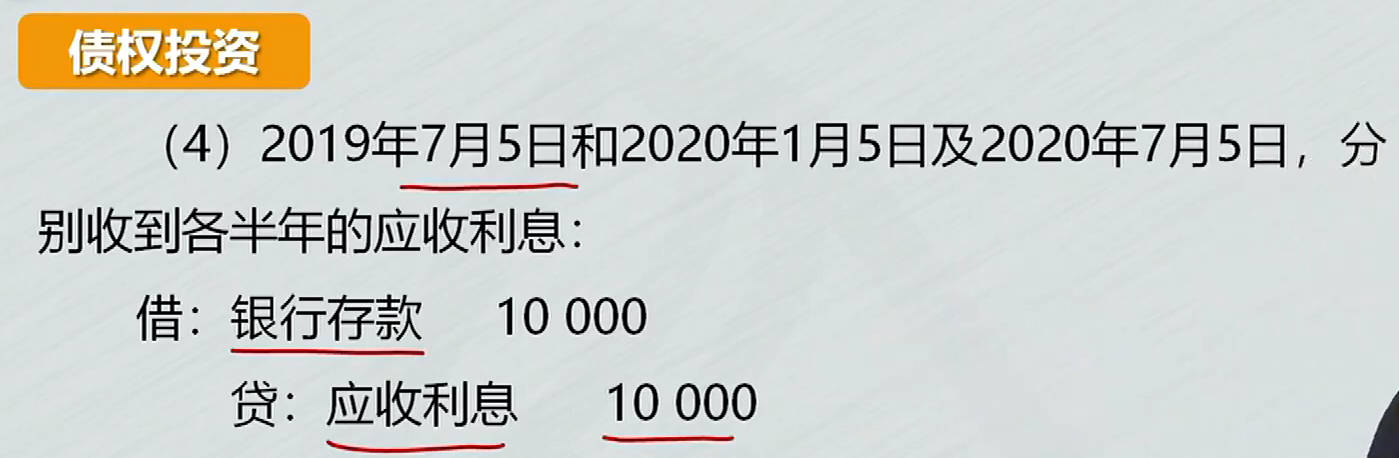 债权投资
（4）2019年7月5日和2020年1月5日及2020年7月5日，分
别收到各半年的应收利息：
借：银行存款 10 000
贷：应收利息 10 000